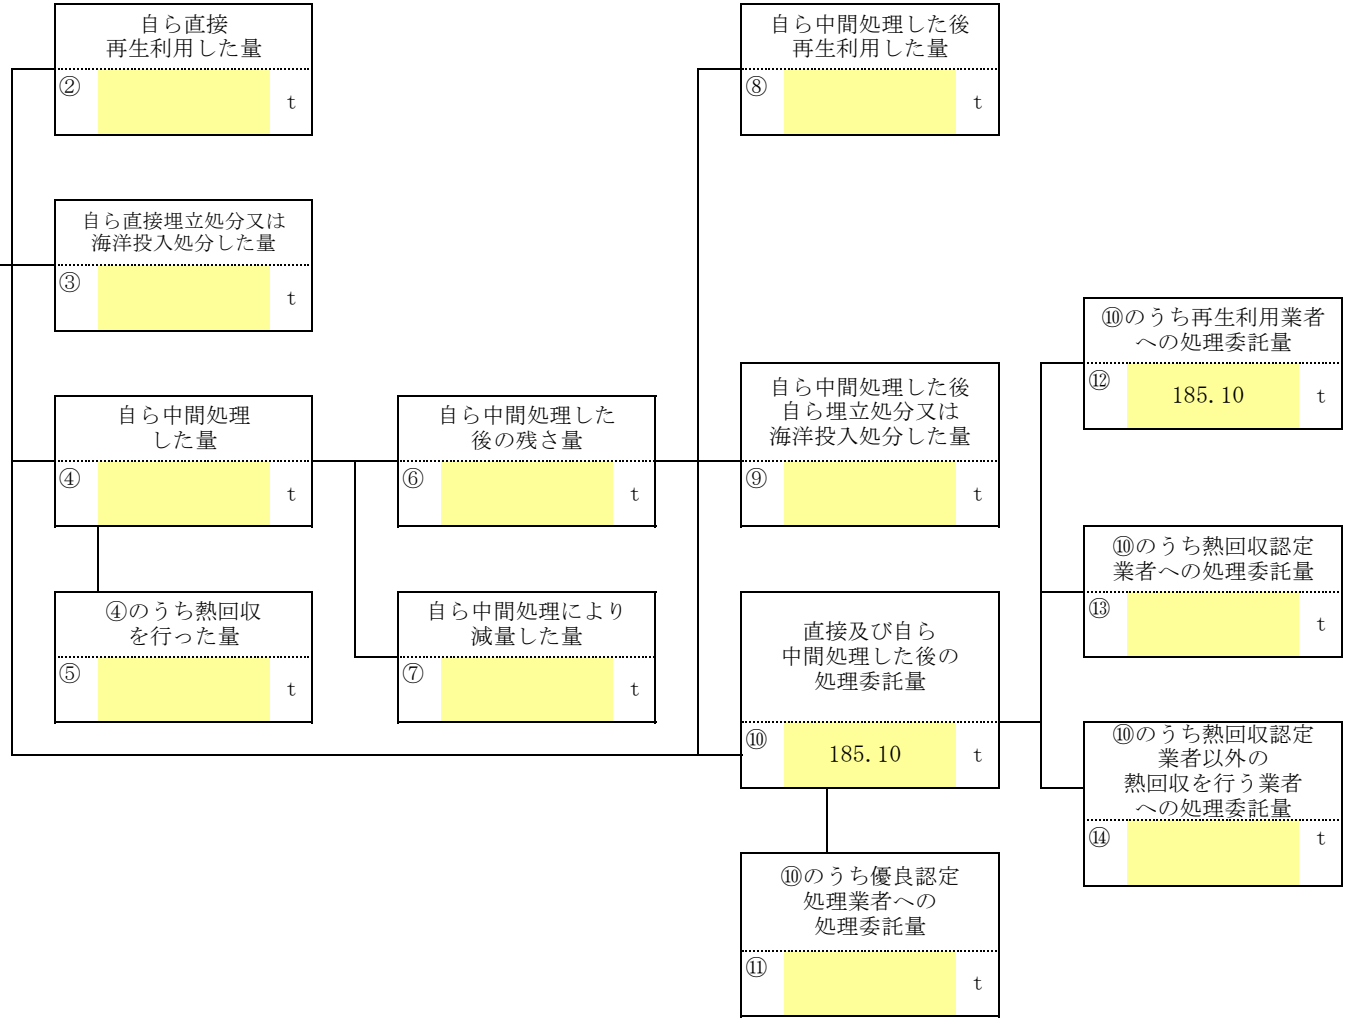 自ら直接
再生利用した量
②
t
自ら中間処理した後
再生利用した量
⑧
t
自ら直接埋立処分又は
海洋投入処分した量
③
t
⑩のうち再生利用業者
への処理委託量
⑫
185.10
t
自ら中間処理
した量
④
t
自ら中間処理した
後の残さ量
⑥
t
自ら中間処理した後
自ら埋立処分又は
海洋投入処分した量
⑨
t
⑩のうち熱回収認定
業者への処理委託量
⑬
t
④のうち熱回収
を行った量
⑤
t
自ら中間処理により
減量した量
⑦
t
直接及び自ら
中間処理した後の
処理委託量
⑩
185.10
t
⑩のうち熱回収認定
業者以外の
熱回収を行う業者
への処理委託量
⑭
t
⑩のうち優良認定
処理業者への
処理委託量
⑪
t